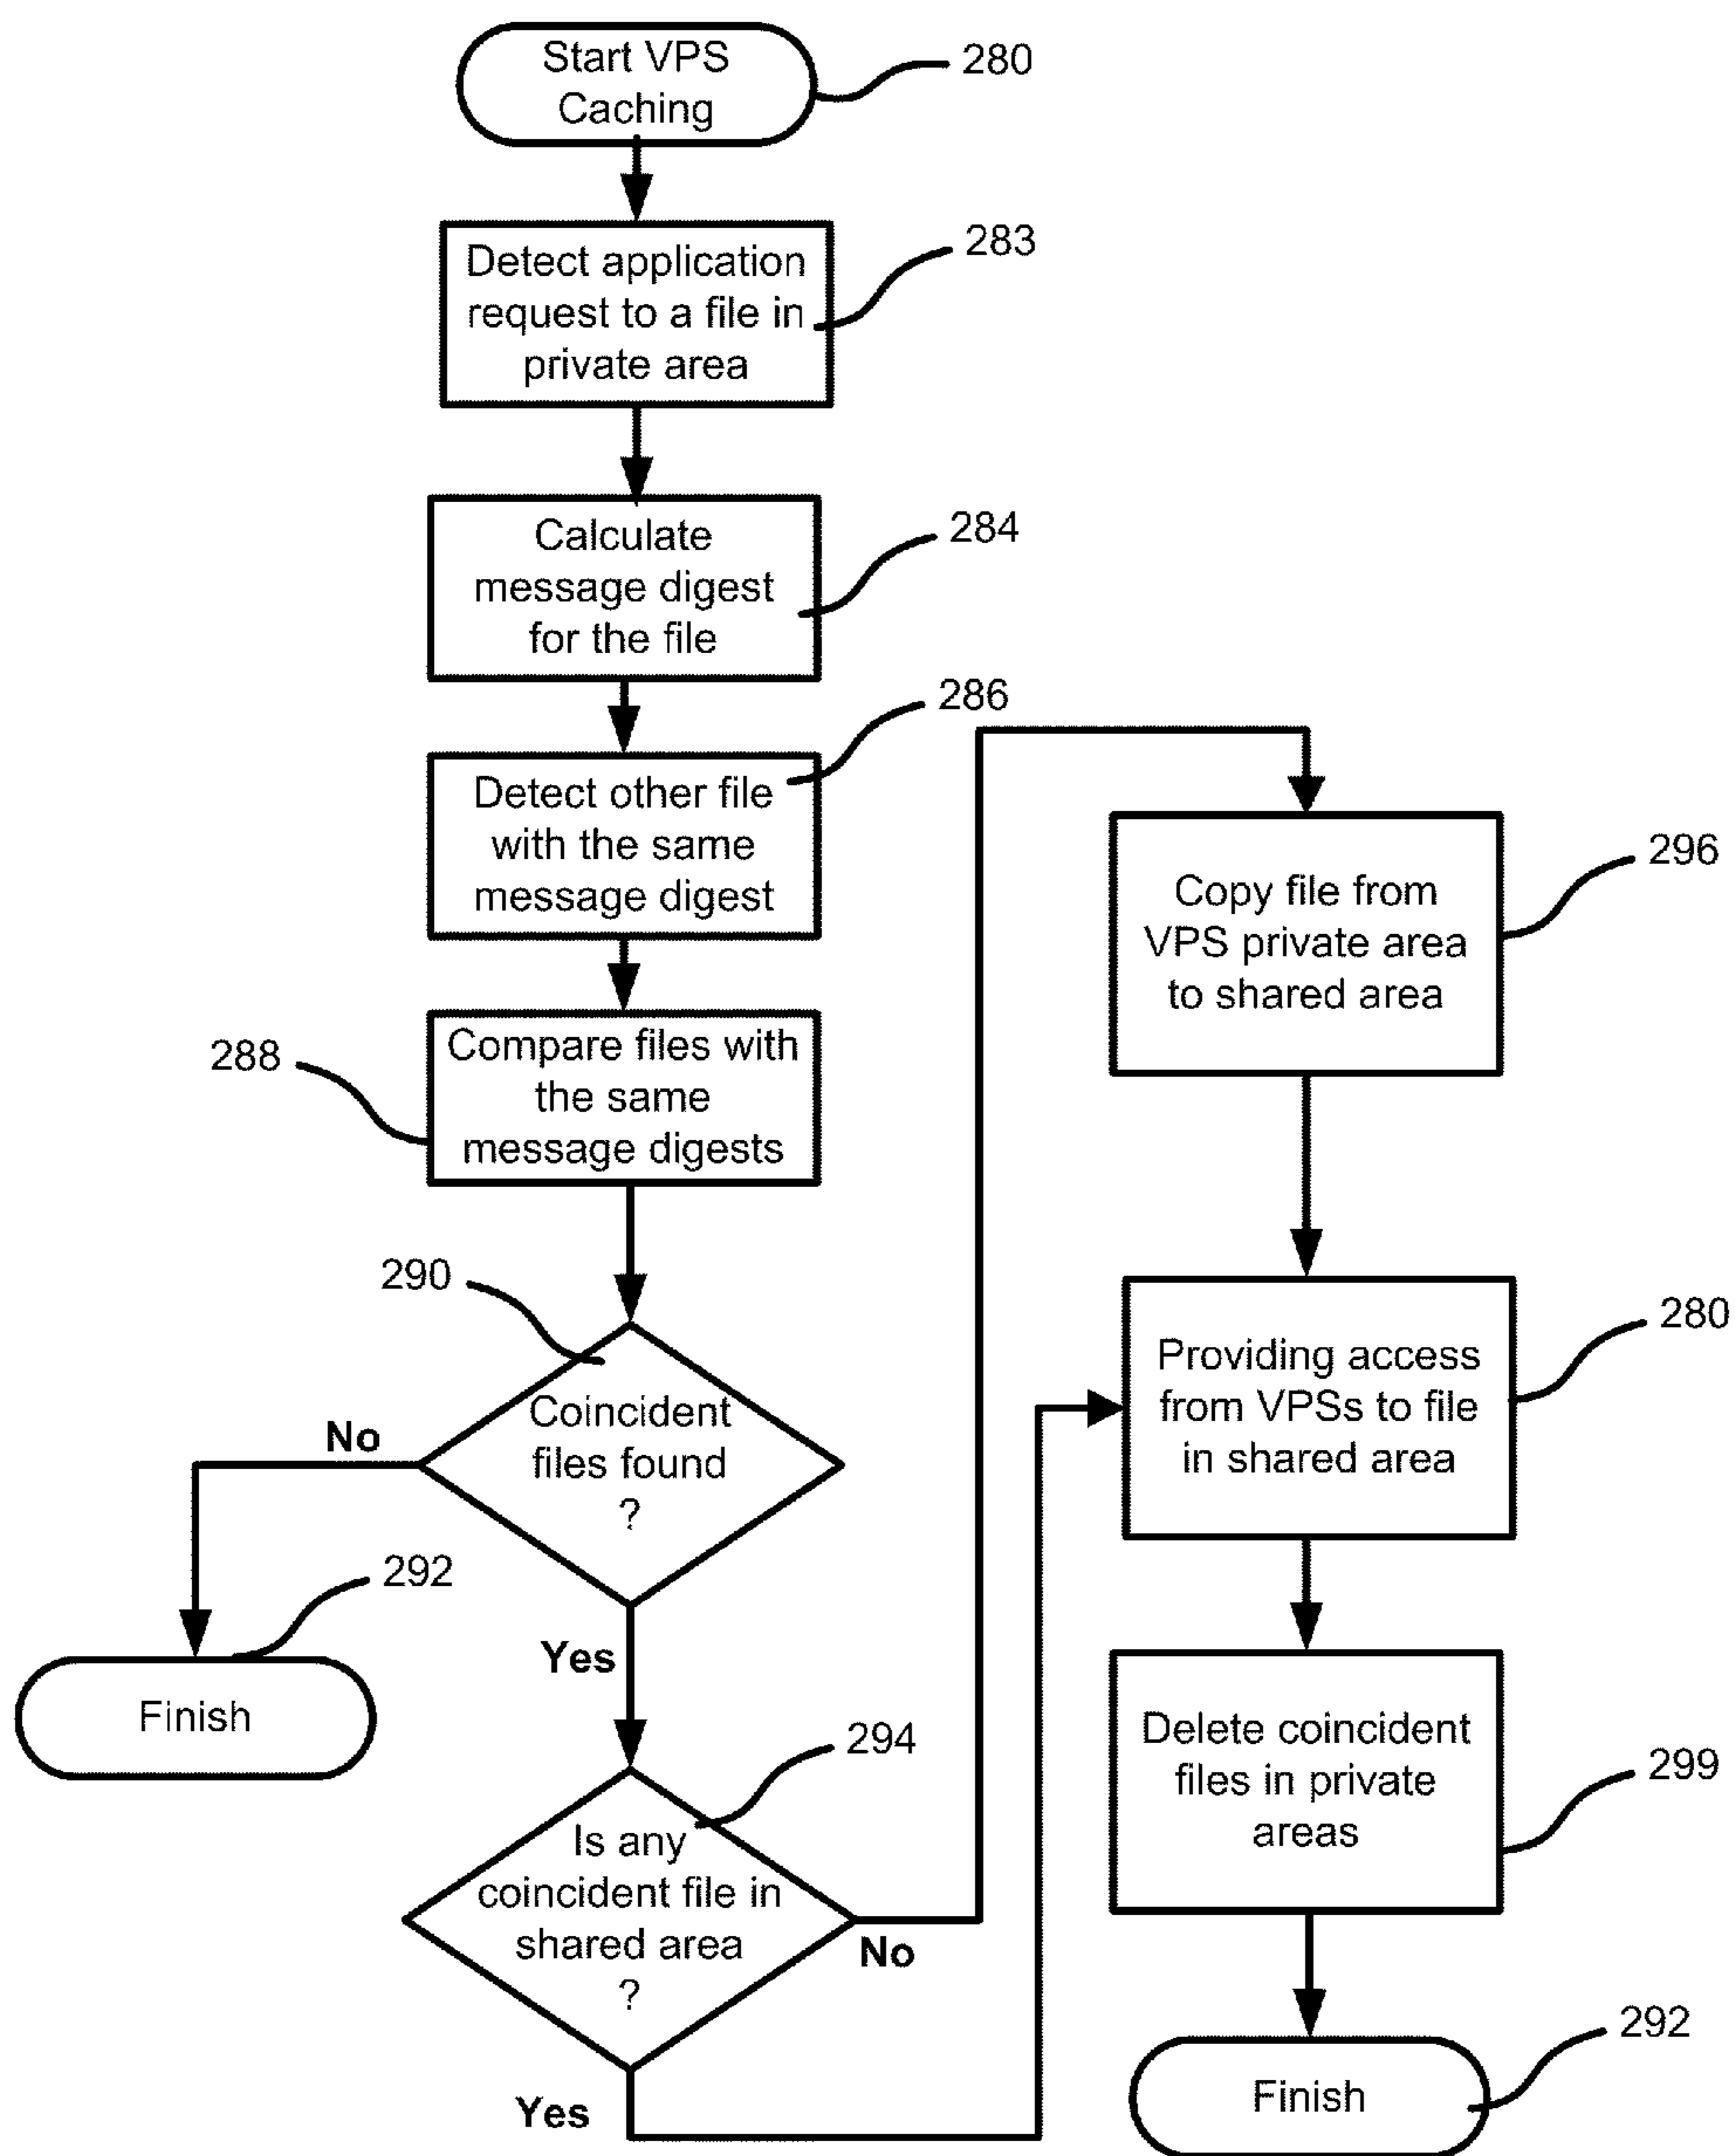 Start VPS
Caching
280
Detect application
request to a file in
private area
283
Calculate
message digest
for the file
284
Detect other file
with the same
message digest
286
Compare files with
the same
message digests
288
290
Coincident
files found
?
No
Yes
292
Finish
294
Is any
coincident file in
shared area
?
No
Yes
Copy file from
VPS private area
to shared area
296
Providing access
from VPSs to file
in shared area
280
Delete coincident
files in private
areas
299
292
Finish